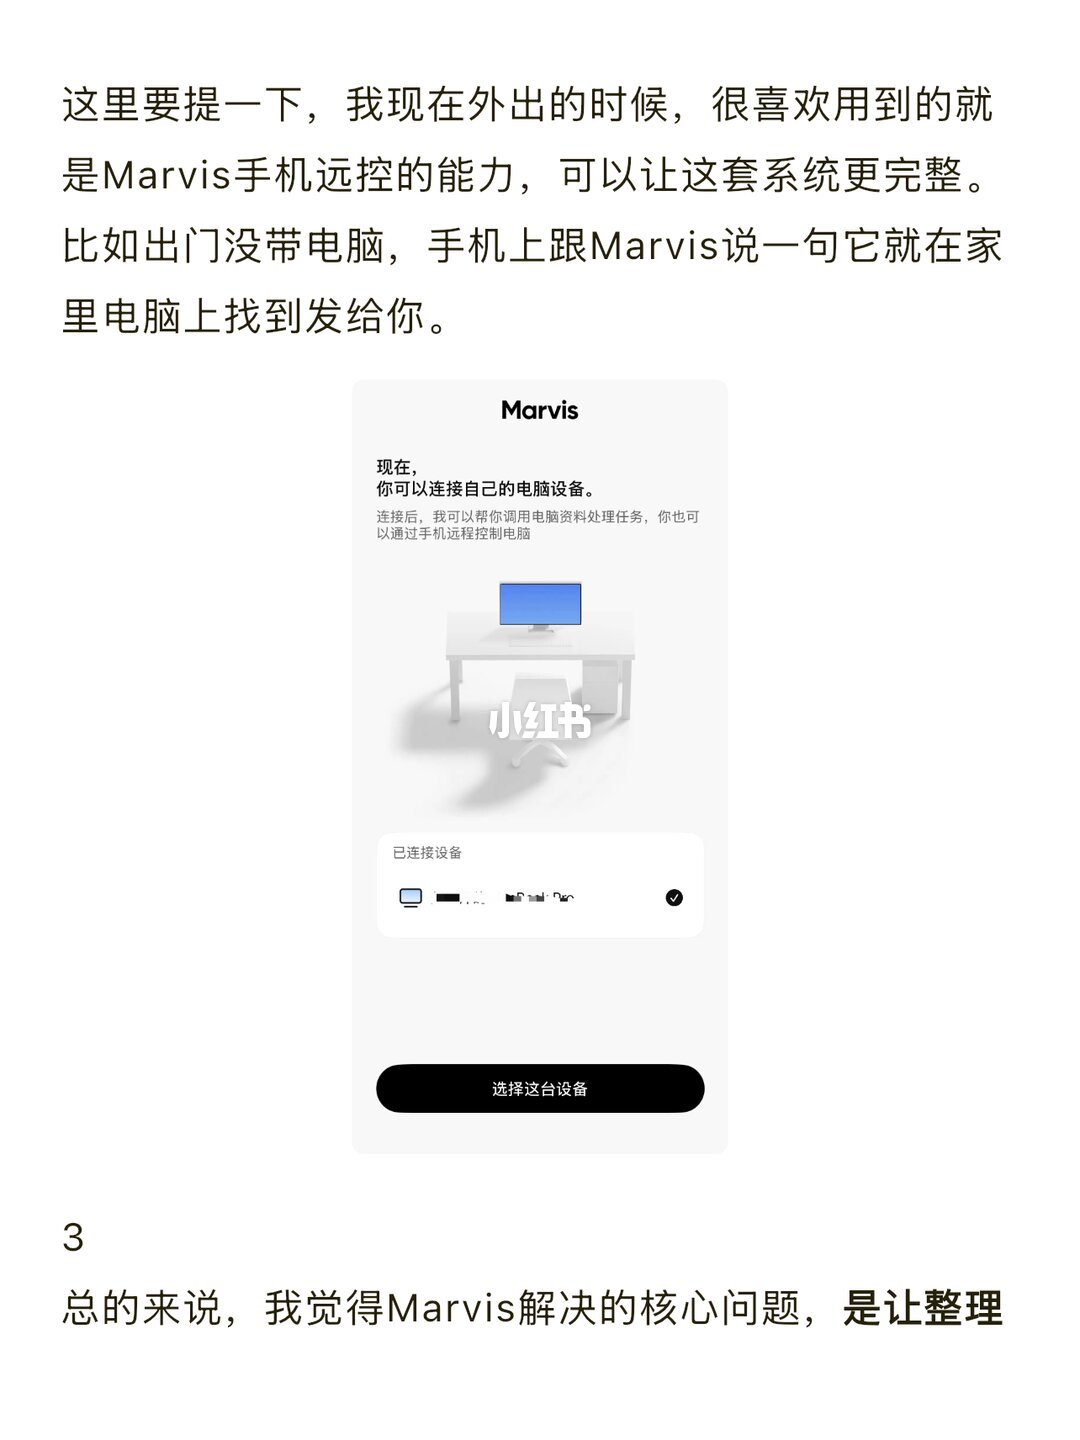 这里要提一下，我现在外出的时候，很喜欢用到的就
是Marvis手机远控的能力，可以让这套系统更完整。
比如出门没带电脑，手机上跟Marvis说一句它就在家
里电脑上找到发给你。
Marvis
现在，
你可以连接自己的电脑设备。
连接后，我可以帮你调用电脑资料处理任务，你也可
以通过手机远程控制电脑
小红书
已连接设备
选择这台设备
3
总的来说，我觉得Marvis解决的核心问题，是让整理